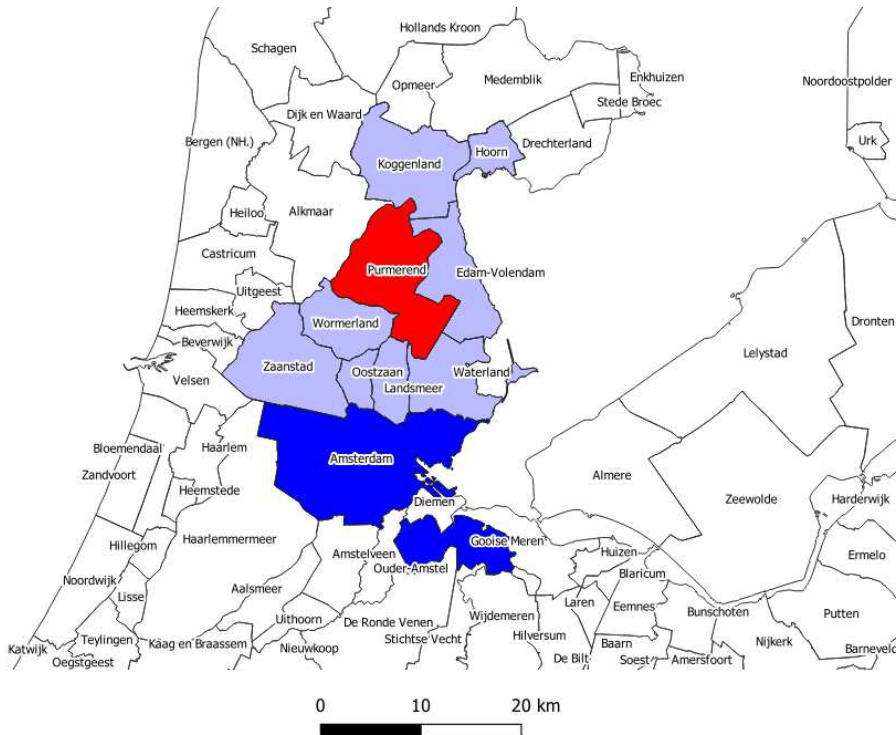 Hollands Kroon
Schagen
Opmeer
Medemblik
Enkhuizen
Noordoostpolder
Stede Broec
Dijk en Waard
Bergen (NH.)
Hoorn
Drechterland
Urk
Koggenland
Heiloo
Alkmaar
Castricum
Purmerend
Edam-Volendam
Uitgeest
Heemskerk
Wormerland
Dronten
Beverwijk
Lelystad
Zaanstad
Oostzaan
Waterland
Velsen
Landsmeer
Bloemendaal
Haarlem
Amsterdam
Zandvoort
Almere
Zeewolde
Heemstede
Harderwijk
Diemen
Haarlemmermeer
Gooise Meren
Hillegom
Amstelveen
Huizen
Ermelo
Ouder-Amstel
Noordwijk
Blaricum
Lisse
Aalsmeer
Laren
Eemnes
Bunschoten
Putten
Uithoorn
De Ronde Venen
Wijdemeren
Katwijk
Teylingen
Kaag en Braassem
Stichtse Vecht
Hilversum
Baarn
Nijkerk
Nieuwkoop
Barneveld
Oegstgeest
De Bilt
Soest
Amersfoort
0 10 20 km